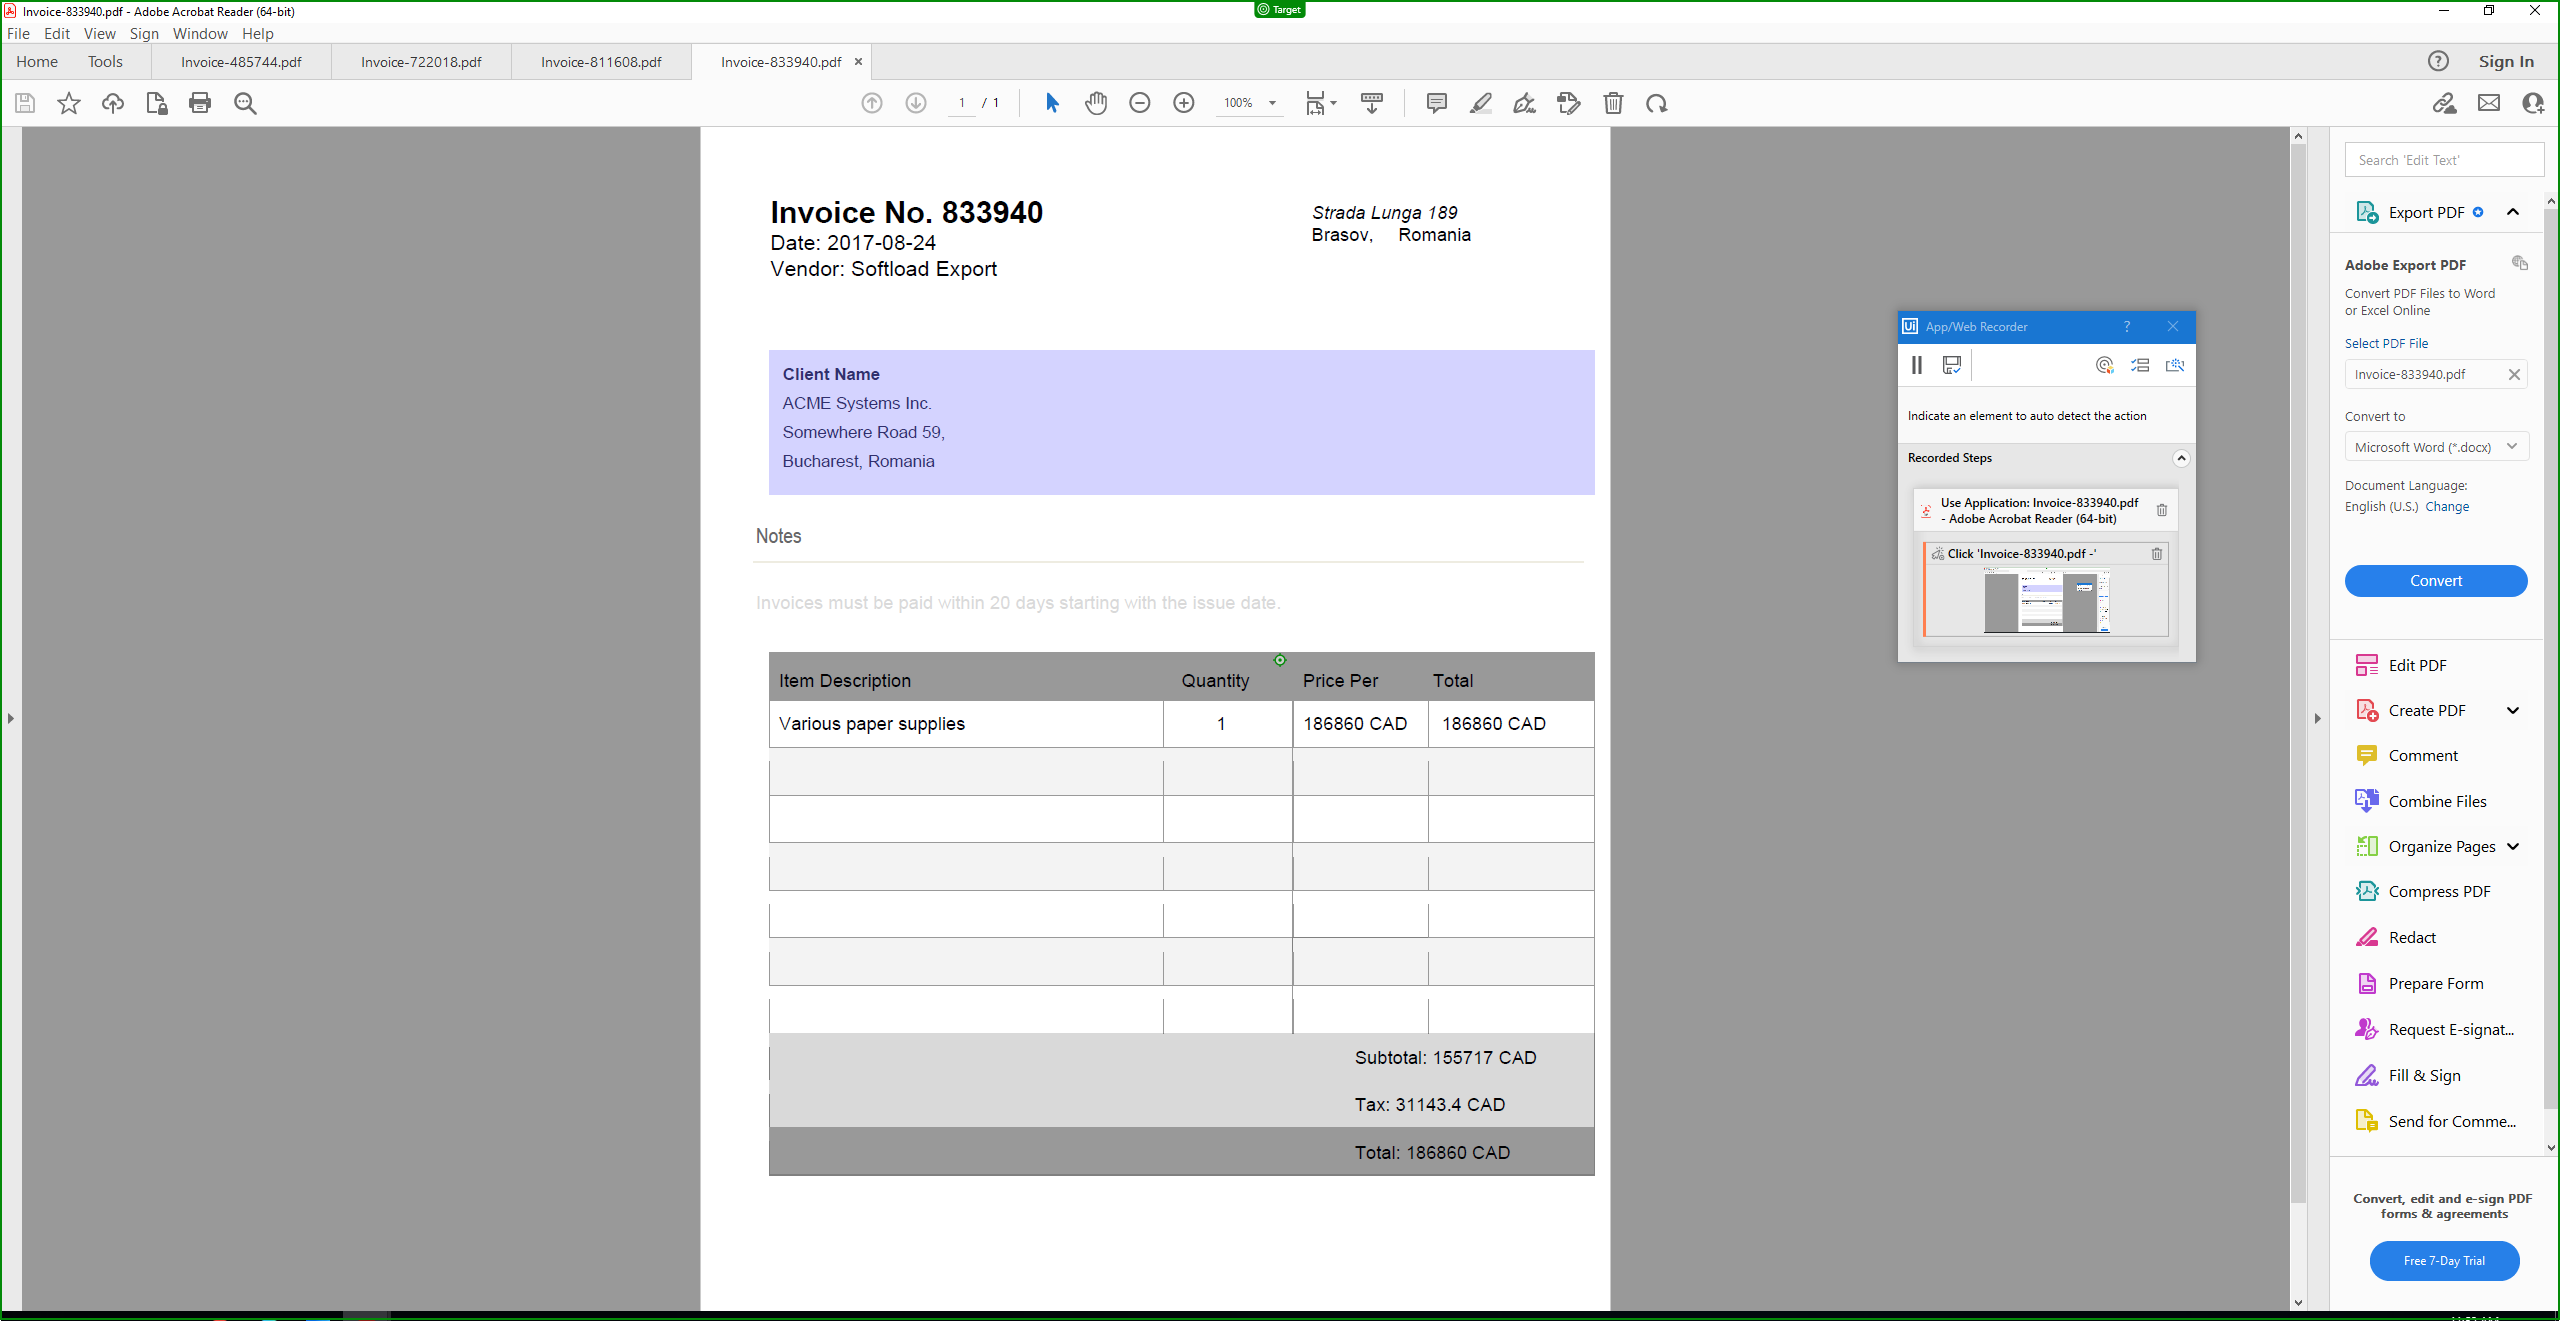 Invoice-833940.pdf - Adobe Acrobat Reader (64-bit)
Target
File Edit View Sign Window Help
Home Tools Invoice-485744.pdf Invoice-722018.pdf Invoice-811608.pdf Invoice-833940.pdf × ? Sign In
1 / 1 100%
Invoice No. 833940
Date: 2017-08-24
Vendor: Softload Export
Strada Lunga 189
Brasov, Romania
Client Name
ACME Systems Inc.
Somewhere Road 59,
Bucharest, Romania
Notes
Invoices must be paid within 20 days starting with the issue date.
Item Description Quantity Price Per Total
Various paper supplies 1 186860 CAD 186860 CAD
Subtotal: 155717 CAD
Tax: 31143.4 CAD
Total: 186860 CAD
Ui App/Web Recorder ?
Indicate an element to auto detect the action
Recorded Steps
Use Application: Invoice-833940.pdf
- Adobe Acrobat Reader (64-bit)
Click 'Invoice-833940.pdf -'
Search 'Edit Text'
Export PDF
Adobe Export PDF
Convert PDF Files to Word
or Excel Online
Select PDF File
Invoice-833940.pdf
Convert to
Microsoft Word (*.docx)
Document Language:
English (U.S.) Change
Convert
Edit PDF
Create PDF
Comment
Combine Files
Organize Pages
Compress PDF
Redact
Prepare Form
Request E-signat...
Fill & Sign
Send for Comme...
Convert, edit and e-sign PDF
forms & agreements
Free 7-Day Trial